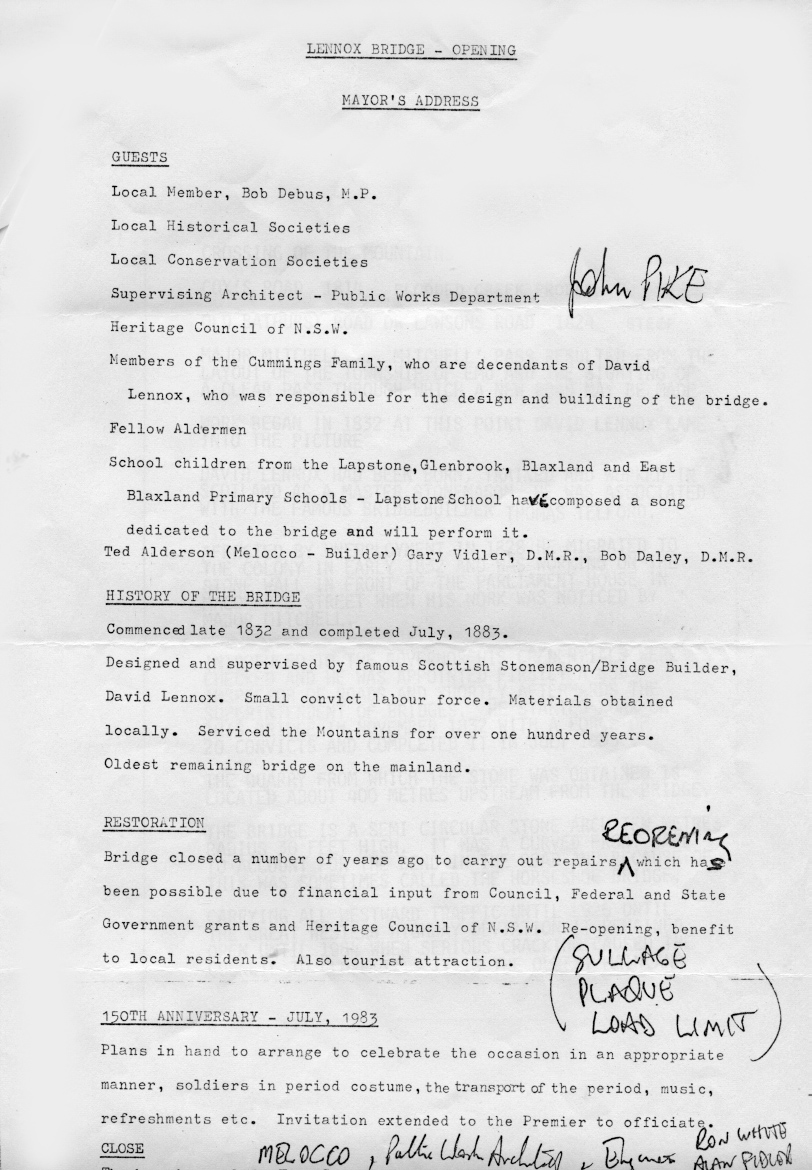 LENNOX BRIDGE - OPENING
MAYOR'S ADDRESS
GUESTS
Local Member, Bob Debus, M.P.
Local Historical Societies
Local Conservation Societies
Supervising Architect - Public Works Department John PIKE
Heritage Council of N.S.W.
Members of the Cummings Family, who are decendants of David
Lennox, who was responsible for the design and building of the bridge.
Fellow Aldermen
School children from the Lapstone, Glenbrook, Blaxland and East
Blaxland Primary Schools - Lapstone School haVE composed a song
dedicated to the bridge and will perform it.
Ted Alderson (Melocco - Builder) Gary Vidler, D.M.R., Bob Daley, D.M.R.
HISTORY OF THE BRIDGE
Commenced late 1832 and completed July, 1883.
Designed and supervised by famous Scottish Stonemason/Bridge Builder,
David Lennox. Small convict labour force. Materials obtained
locally. Serviced the Mountains for over one hundred years.
Oldest remaining bridge on the mainland.
RESTORATION
REOPENING
Bridge closed a number of years ago to carry out repairs which has
been possible due to financial input from Council, Federal and State
Government grants and Heritage Council of N.S.W. Re-opening, benefit
to local residents. Also tourist attraction.
(SULLAGE
PLAQUE
LOAD LIMIT)
150TH ANNIVERSARY - JULY, 1983
Plans in hand to arrange to celebrate the occasion in an appropriate
manner, soldiers in period costume, the transport of the period, music,
refreshments etc. Invitation extended to the Premier to officiate.
CLOSE
MELOCCO, Public Work Architect,
RON WHYTE
ALAN